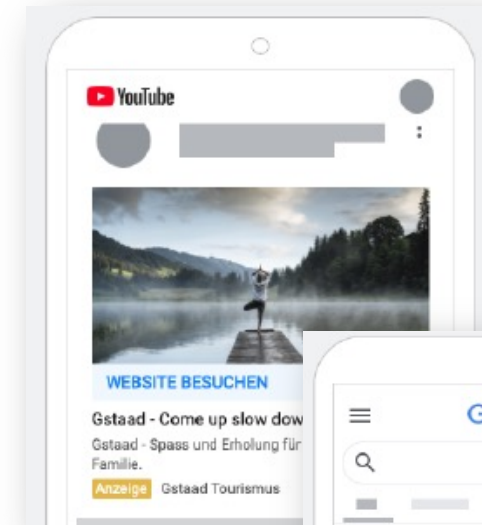 YouTube
WEBSITE BESUCHEN
Gstaad - Come up slow dow
Gstaad - Spass und Erholung für
Familie.
Anzeige Gstaad Tourismus
G